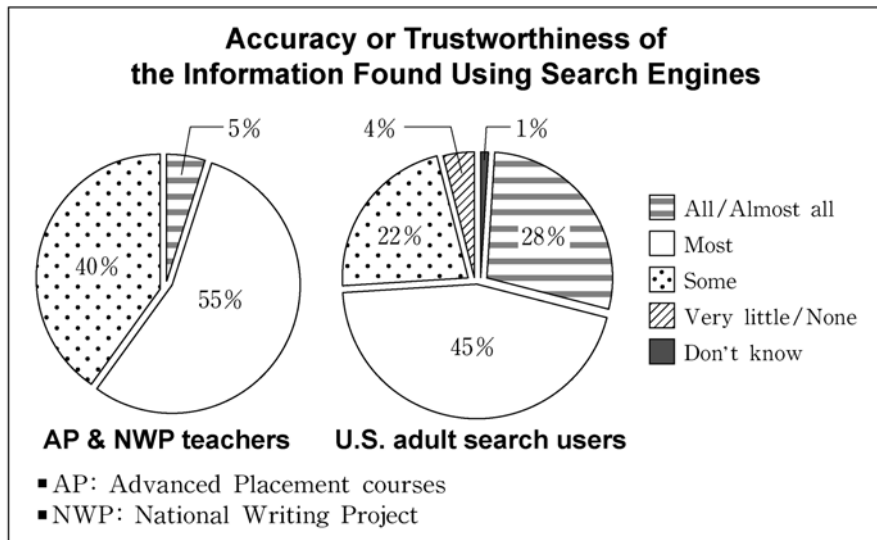 Accuracy or Trustworthiness of
the Information Found Using Search Engines
5%
40%
55%
AP & NWP teachers
4%
1%
22%
28%
45%
U.S. adult search users
All/Almost all
Most
Some
Very little/None
Don't know
▪ AP: Advanced Placement courses
▪ NWP: National Writing Project